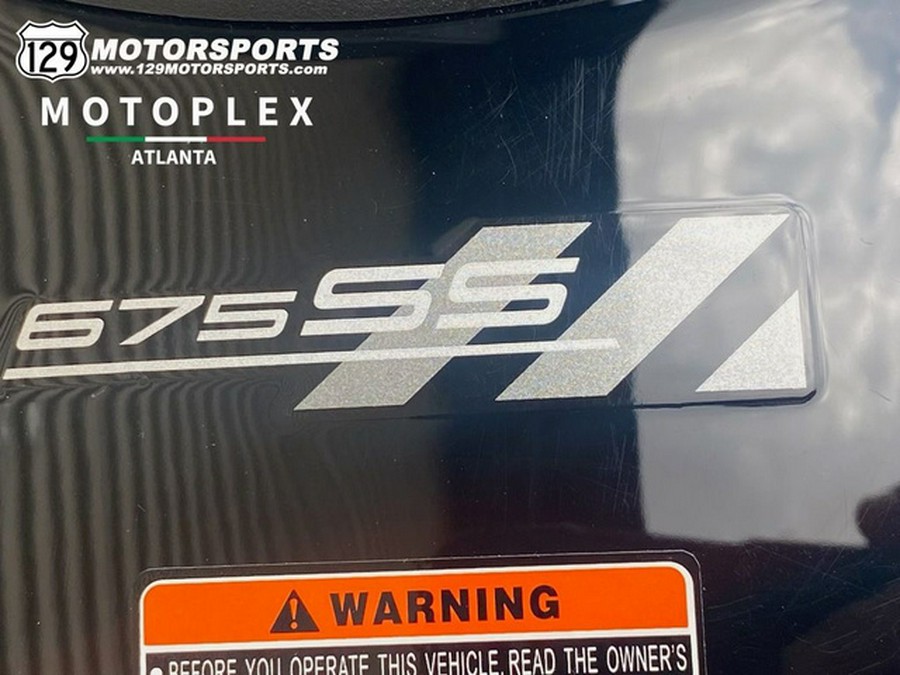 129 MOTORSPORTS
www.129MOTORSPORTS.com
MOTOPLEX
ATLANTA
675SS
WARNING
• BEFORE YOU OPERATE THIS VEHICLE, READ THE OWNER'S